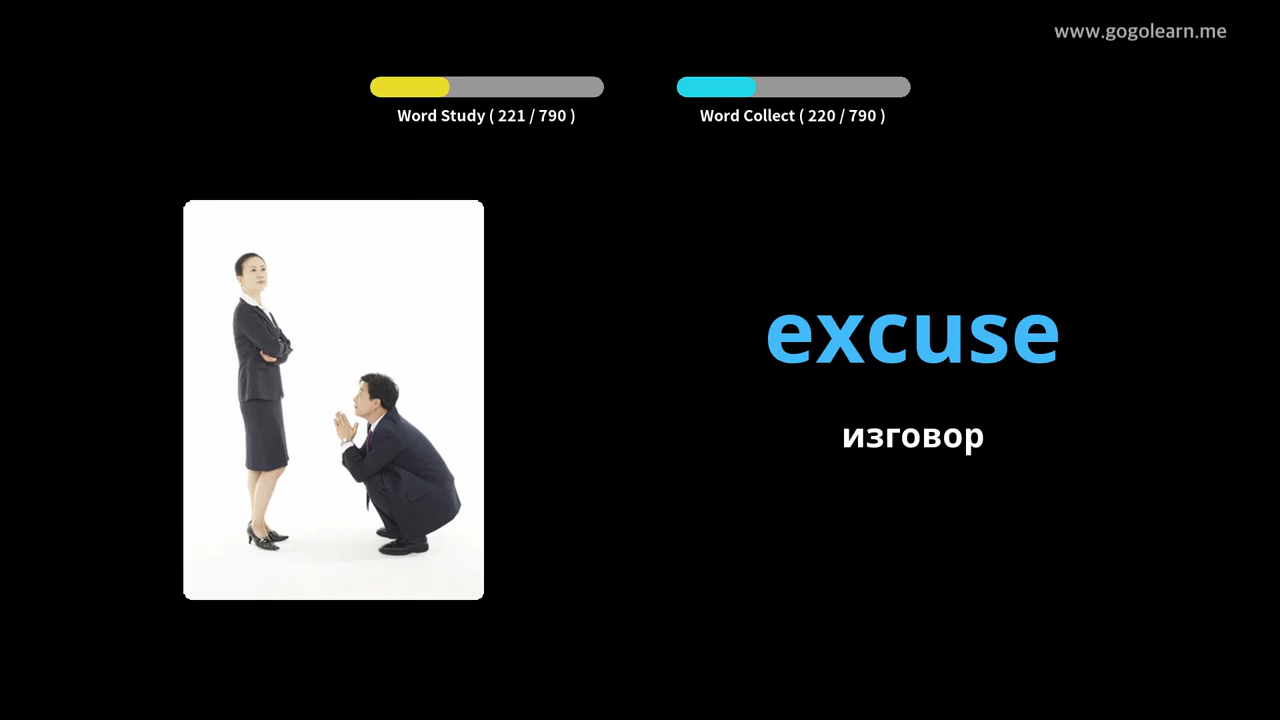 www.gogolearn.me
Word Study ( 221 / 790 )
Word Collect ( 220 / 790 )
excuse
изговор